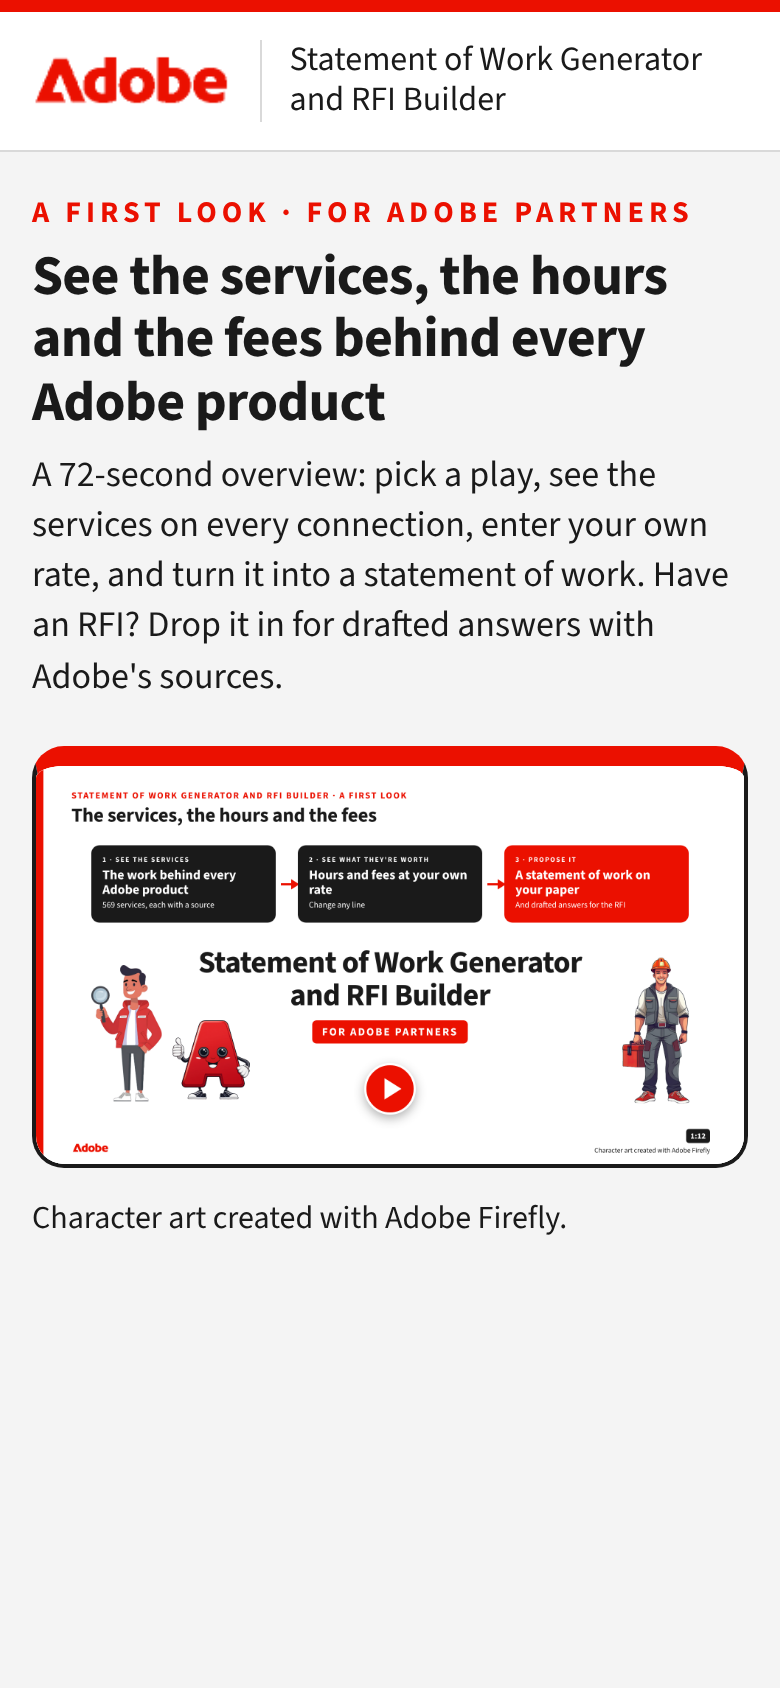 Adobe
Statement of Work Generator
and RFI Builder
A FIRST LOOK · FOR ADOBE PARTNERS
See the services, the hours
and the fees behind every
Adobe product
A 72-second overview: pick a play, see the
services on every connection, enter your own
rate, and turn it into a statement of work. Have
an RFI? Drop it in for drafted answers with
Adobe's sources.
STATEMENT OF WORK GENERATOR AND RFI BUILDER · A FIRST LOOK
The services, the hours and the fees
1 · SEE THE SERVICES
The work behind every
Adobe product
569 services, each with a source
2 · SEE WHAT THEY'RE WORTH
Hours and fees at your own
rate
Change any line
3 · PROPOSE IT
A statement of work on
your paper
And drafted answers for the RFI
Statement of Work Generator
and RFI Builder
FOR ADOBE PARTNERS
1:12
Adobe
Character art created with Adobe Firefly
Character art created with Adobe Firefly.